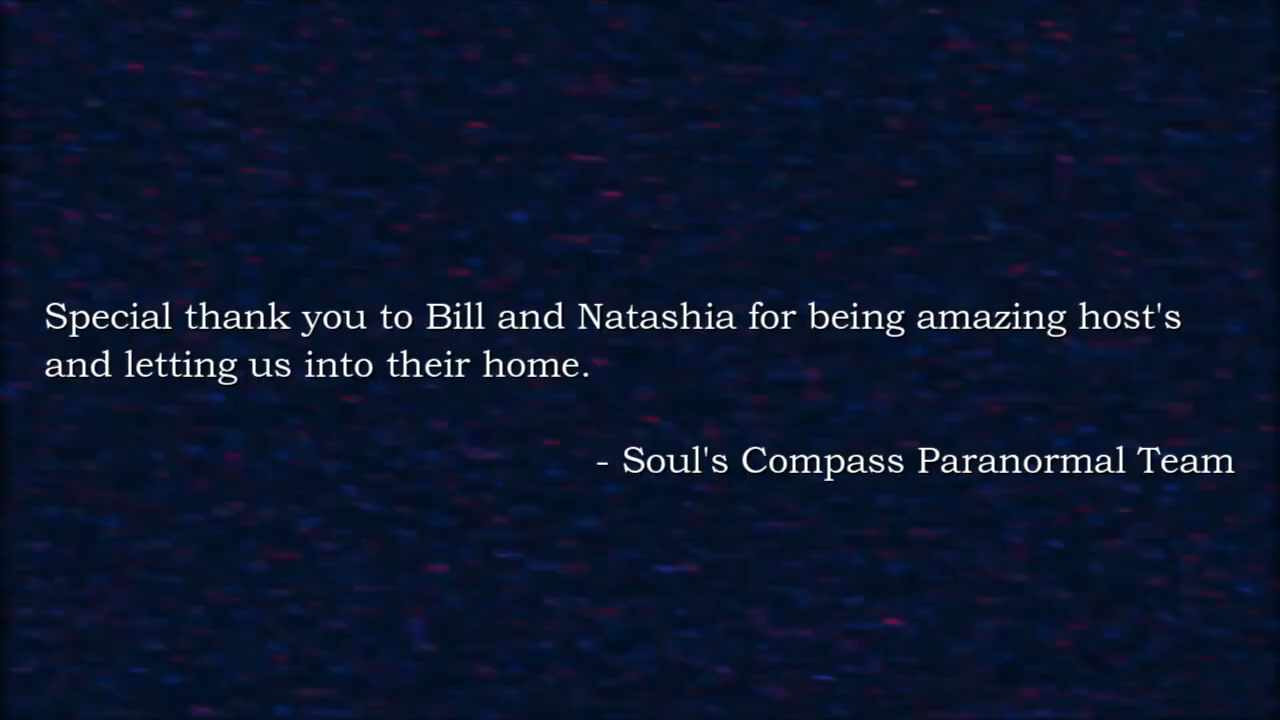 Special thank you to Bill and Natashia for being amazing host's
and letting us into their home.
- Soul's Compass Paranormal Team